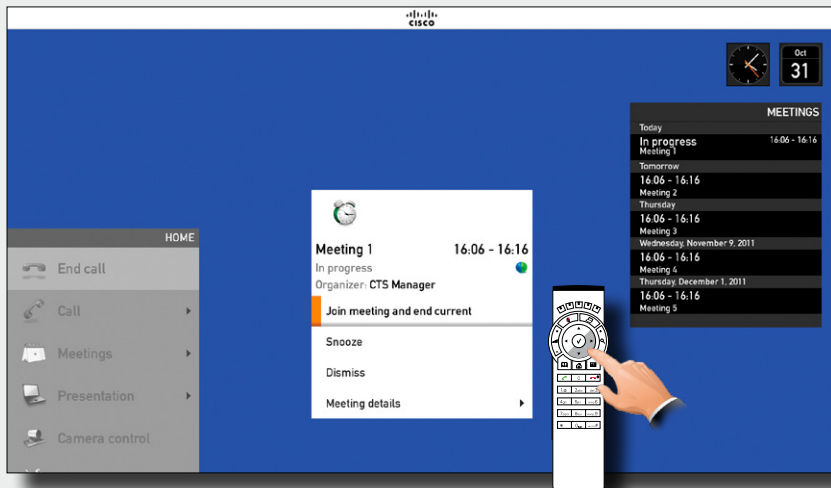 CISCO
Oct
31
MEETINGS
Today
In progress 16:06 - 16:16
Meeting 1
Tomorrow
16:06 - 16:16
Meeting 2
Thursday
16:06 - 16:16
Meeting 3
Wednesday, November 9, 2011
16:06 - 16:16
Meeting 4
Thursday, December 1, 2011
16:06 - 16:16
Meeting 5
Meeting 1 16:06 - 16:16
In progress
Organizer: CTS Manager
Join meeting and end current
Snooze
Dismiss
Meeting details
HOME
End call
Call
Meetings
Presentation
Camera control